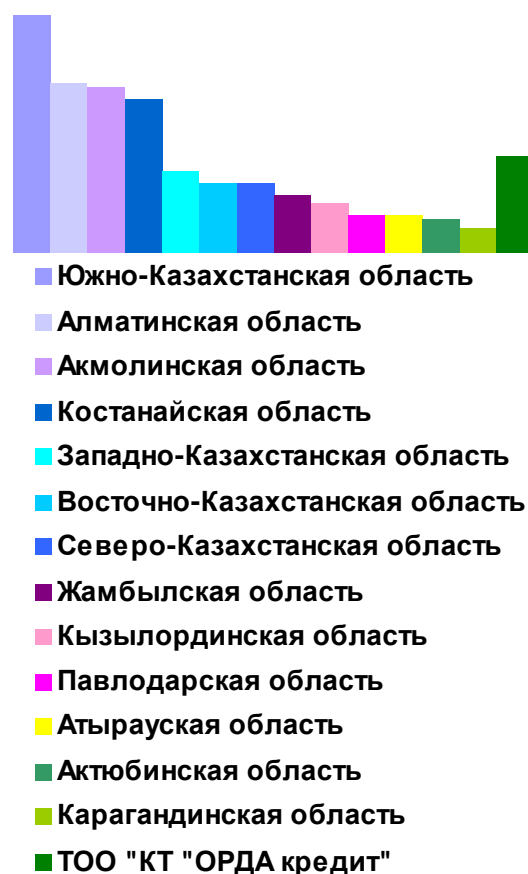 Южно-Казахстанская область
Алматинская область
Акмолинская область
Костанайская область
Западно-Казахстанская область
Восточно-Казахстанская область
Северо-Казахстанская область
Жамбылская область
Кызылординская область
Павлодарская область
Атырауская область
Актюбинская область
Карагандинская область
ТОО "КТ "ОРДА кредит"